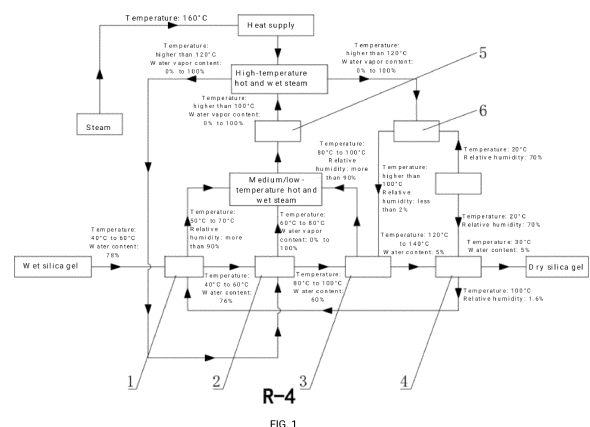 Temperature: 160°C
Heat supply
Temperature:
higher than 120°C
Water vapor content:
0% to 100%
High-temperature
hot and wet steam
Temperature:
higher than 120°C
Water vapor content:
0% to 100%
5
Steam
Temperature:
higher than 100°C
Water vapor content:
0% to 100%
6
Temperature:
80°C to 100°C
Relative
humidity: more
than 90%
Temperature: 20°C
Relative humidity: 70%
Temperature:
higher than
100°C
Relative
humidity: less
than 2%
Medium/low-
temperature hot and
wet steam
Temperature:
50°C to 70°C
Relative
humidity: more
than 90%
Temperature:
60°C to 80°C
Water vapor
content: 0% to
100%
Temperature: 20°C
Relative humidity: 70%
Temperature:
40°C to 60°C
Water content:
78%
Temperature: 120°C
to 140°C
Water content: 5%
Temperature: 30°C
Water content: 5%
Wet silica gel
Dry silica gel
Temperature:
40°C to 60°C
Water content:
76%
Temperature:
80°C to 100°C
Water content:
60%
Temperature: 100°C
Relative humidity: 1.6%
1
2
3
4
R-4
FIG. 1